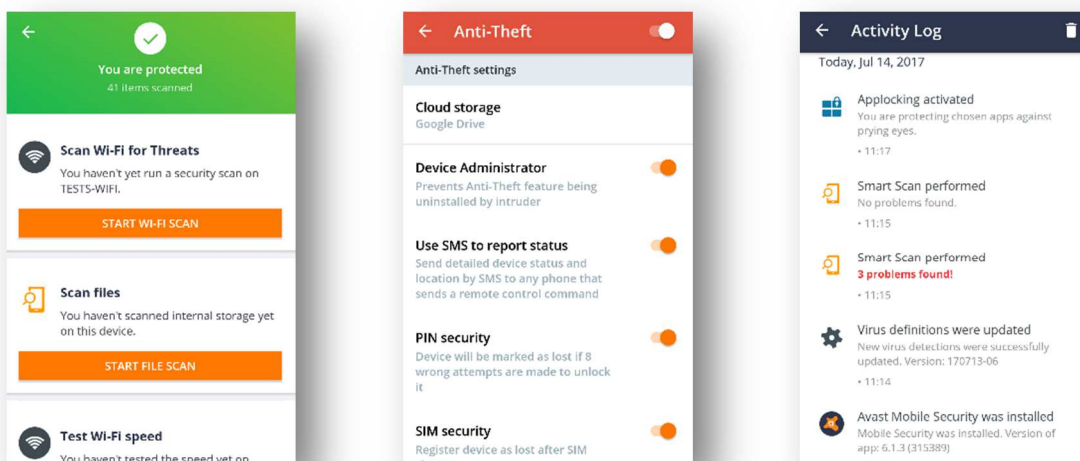 You are protected
41 items scanned
Scan Wi-Fi for Threats
You haven't yet run a security scan on
TESTS-WIFI.
START WI-FI SCAN
Scan files
You haven't scanned internal storage yet
on this device.
START FILE SCAN
Test Wi-Fi speed
You haven't tested the speed yet on
Anti-Theft
Anti-Theft settings
Cloud storage
Google Drive
Device Administrator
Prevents Anti-Theft feature being
uninstalled by intruder
Use SMS to report status
Send detailed device status and
location by SMS to any phone that
sends a remote control command
PIN security
Device will be marked as lost if 8
wrong attempts are made to unlock
it
SIM security
Register device as lost after SIM
Activity Log
Today, Jul 14, 2017
Applocking activated
You are protecting chosen apps against
prying eyes.
• 11:17
Smart Scan performed
No problems found.
• 11:15
Smart Scan performed
3 problems found!
• 11:15
Virus definitions were updated
New virus detections were successfully
updated. Version: 170713-06
• 11:14
Avast Mobile Security was installed
Mobile Security was installed. Version of
app: 6.1.3 (315389)